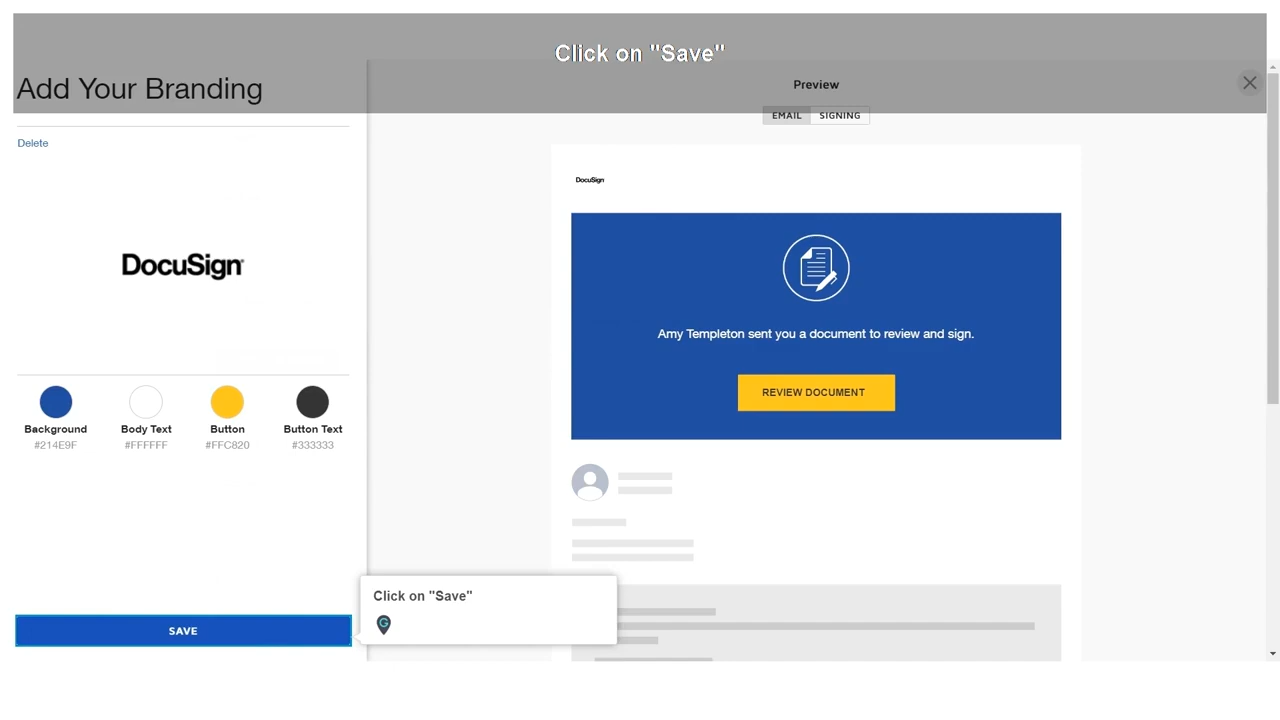 Click on "Save"
Add Your Branding
Delete
DocuSign
Background
#214E9F
Body Text
#FFFFFF
Button
#FFC820
Button Text
#333333
SAVE
Click on "Save"
G
Preview
EMAIL SIGNING
DocuSign
Amy Templeton sent you a document to review and sign.
REVIEW DOCUMENT